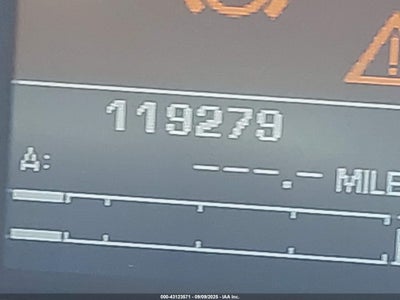 119279
A: ---.- MILE
000-43123571 - 09/09/2025 - IAA Inc.